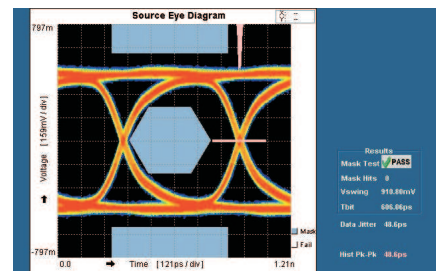 Source Eye Diagram
X: --
Y: --
797m
Voltage [159mV / div]
-797m
0.0
Time [121ps / div]
1.21n
Mask
Fail
Results
Mask Test PASS
Mask Hits 0
Vswing 910.80mV
Tbit 606.06ps
Data Jitter 48.6ps
Hist Pk-Pk 48.6ps